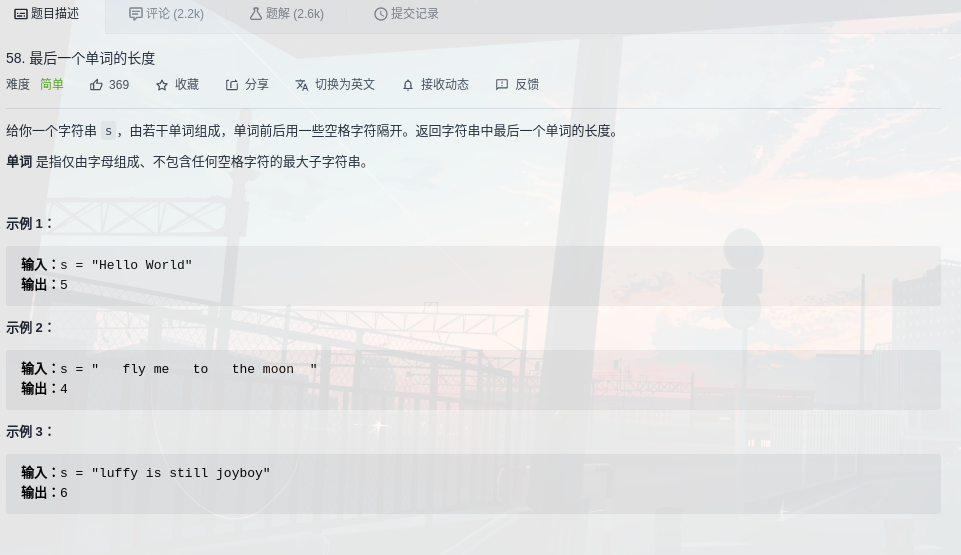 题目描述 评论 (2.2k) 题解 (2.6k) 提交记录
58. 最后一个单词的长度
难度 简单 369 收藏 分享 切换为英文 接收动态 反馈
给你一个字符串 s，由若干单词组成，单词前后用一些空格字符隔开。返回字符串中最后一个单词的长度。
单词 是指仅由字母组成、不包含任何空格字符的最大子字符串。
示例 1：
输入：s = "Hello World"
输出：5
示例 2：
输入：s = "   fly me   to   the moon  "
输出：4
示例 3：
输入：s = "luffy is still joyboy"
输出：6